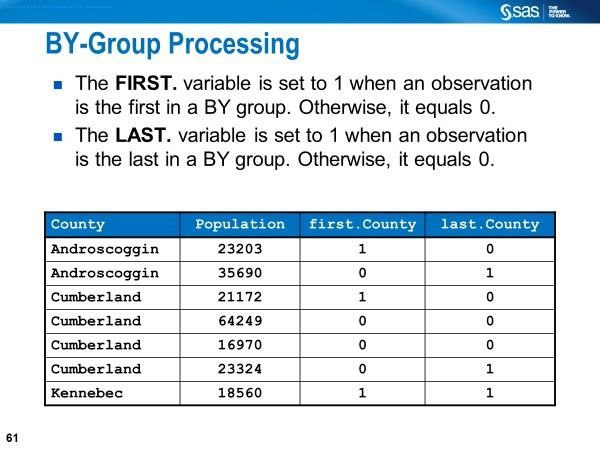 sas THE POWER TO KNOW.
BY-Group Processing
■ The FIRST. variable is set to 1 when an observation
is the first in a BY group. Otherwise, it equals 0.
■ The LAST. variable is set to 1 when an observation
is the last in a BY group. Otherwise, it equals 0.
County Population first.County last.County
Androscoggin 23203 1 0
Androscoggin 35690 0 1
Cumberland 21172 1 0
Cumberland 64249 0 0
Cumberland 16970 0 0
Cumberland 23324 0 1
Kennebec 18560 1 1
61